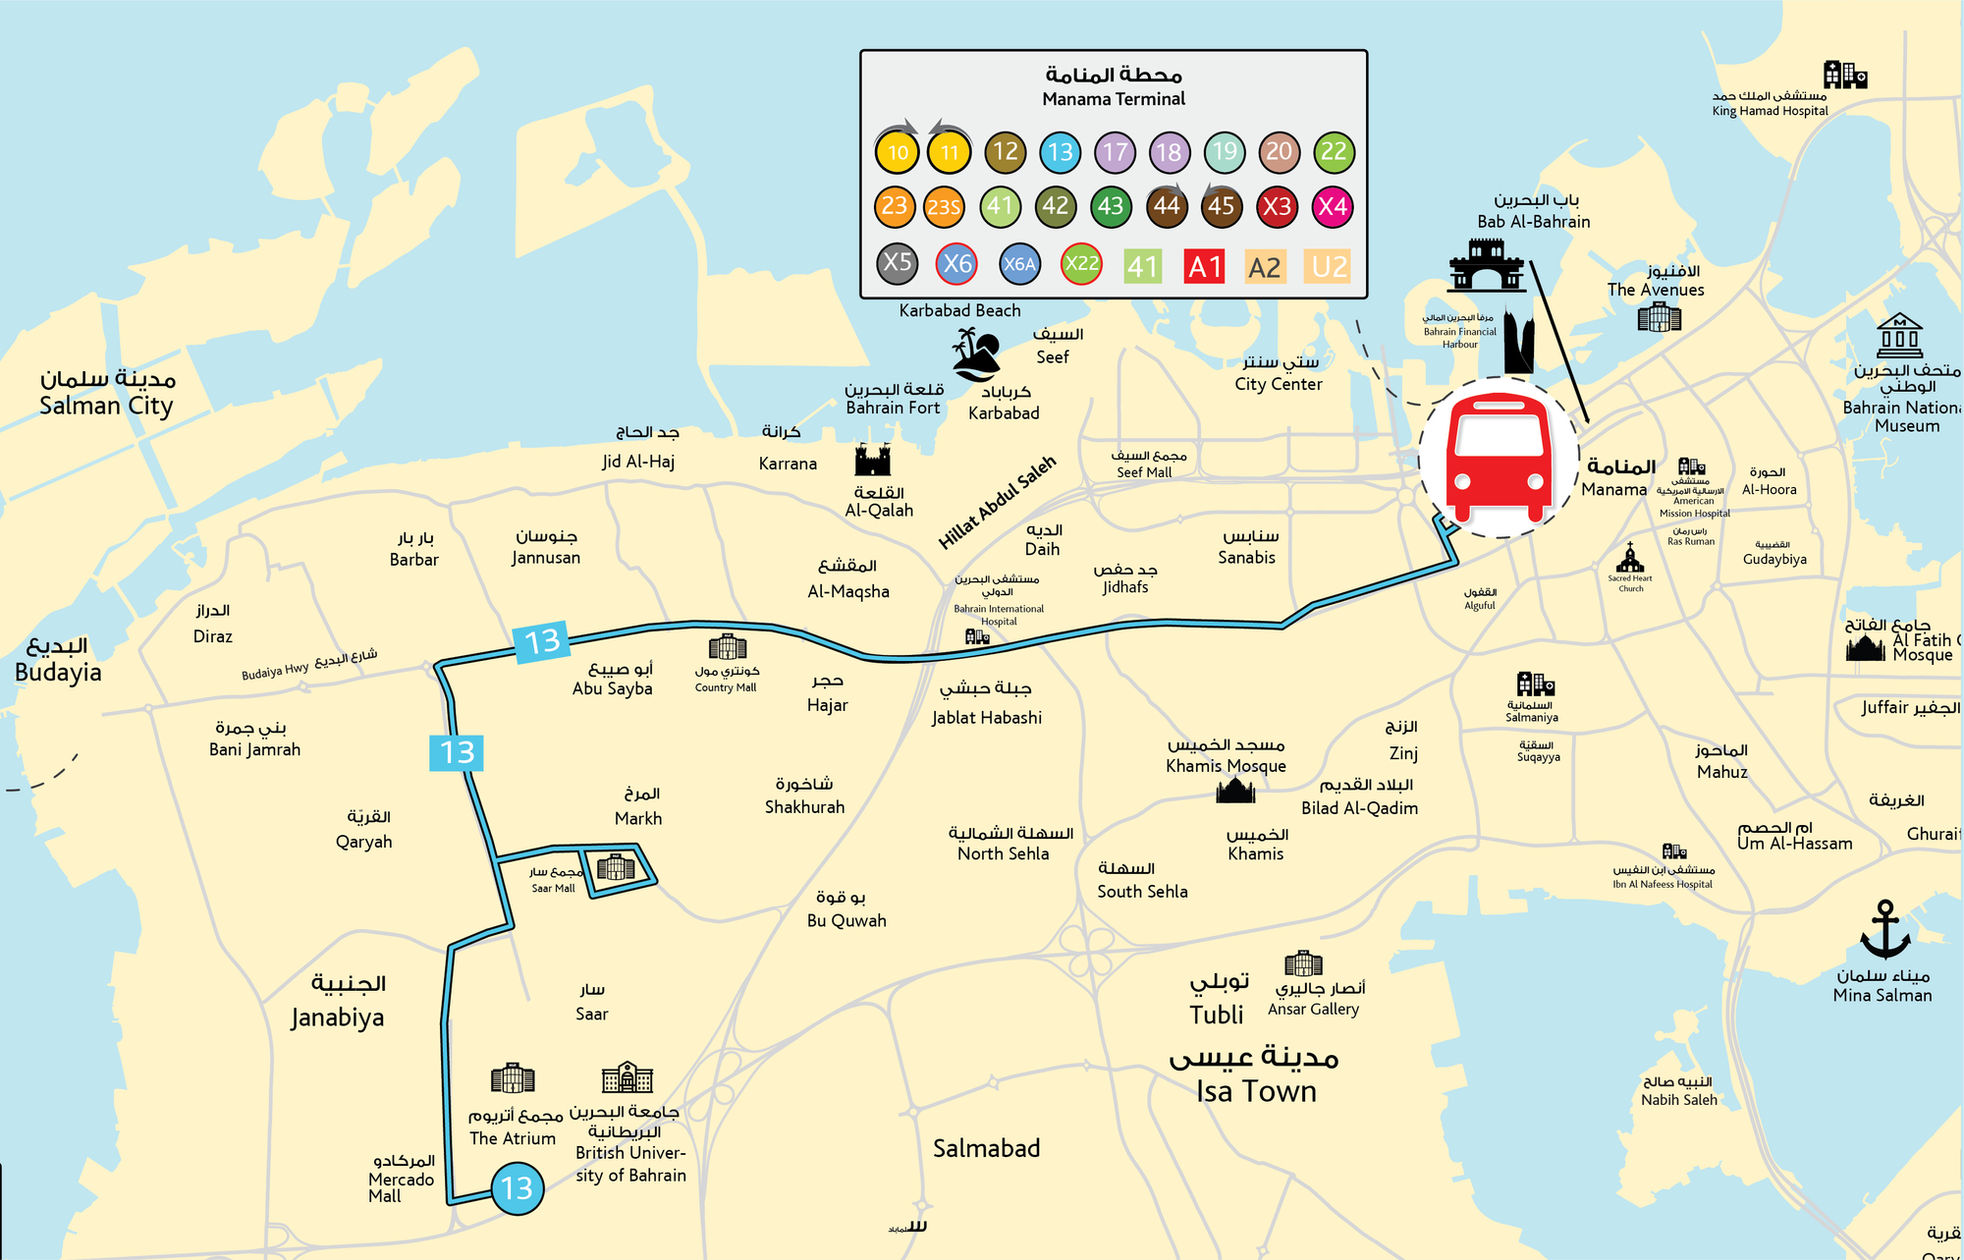 محطة المنامة
Manama Terminal
10 11 12 13 17 18 19 20 22
23 23S 41 42 43 44 45 X3 X4
X5 X6 X6A X22 41 A1 A2 U2
مستشفى الملك حمد
King Hamad Hospital
باب البحرين
Bab Al-Bahrain
الافنيوز
The Avenues
مرفأ البحرين المالي
Bahrain Financial
Harbour
متحف البحرين
الوطني
Bahrain Nationa
Museum
Karbabad Beach
السيف
Seef
ستي سنتر
City Center
مدينة سلمان
Salman City
قلعة البحرين
Bahrain Fort
كرباباد
Karbabad
جد الحاج
Jid Al-Haj
كرانة
Karrana
القلعة
Al-Qalah
Hillat Abdul Saleh
مجمع السيف
Seef Mall
المنامة
Manama
مستشفى
الارسالية الامريكية
American
Mission Hospital
الحورة
Al-Hoora
راس رمان
Ras Ruman
القضيبية
Gudaybiya
بار بار
Barbar
جنوسان
Jannusan
المقشع
Al-Maqsha
الديه
Daih
سنابس
Sanabis
جد حفص
Jidhafs
مستشفى البحرين
الدولي
Bahrain International
Hospital
القفول
Alguful
Sacred Heart
Church
الدراز
Diraz
البديع
Budayia
Budaiya Hwy شارع البديع
13
أبو صيبع
Abu Sayba
كونتري مول
Country Mall
حجر
Hajar
جبلة حبشي
Jablat Habashi
جامع الفاتح
Al Fatih G
Mosque
السلمانية
Salmaniya
Juffair الجفير
بني جمرة
Bani Jamrah
13
الزنج
Zinj
السقيّة
Suqayya
الماحوز
Mahuz
مسجد الخميس
Khamis Mosque
البلاد القديم
Bilad Al-Qadim
شاخورة
Shakhurah
المرخ
Markh
القريّة
Qaryah
السهلة الشمالية
North Sehla
الخميس
Khamis
الغريفة
Ghuraif
ام الحصم
Um Al-Hassam
مجمع سار
Saar Mall
السهلة
South Sehla
مستشفى ابن النفيس
Ibn Al Nafeess Hospital
بو قوة
Bu Quwah
الجنبية
Janabiya
سار
Saar
توبلي
Tubli
أنصار جاليري
Ansar Gallery
ميناء سلمان
Mina Salman
مدينة عيسى
Isa Town
النبيه صالح
Nabih Saleh
مجمع أتريوم
The Atrium
جامعة البحرين
البريطانية
British Univer-
sity of Bahrain
Salmabad
المركادو
Mercado
Mall
13
قرية